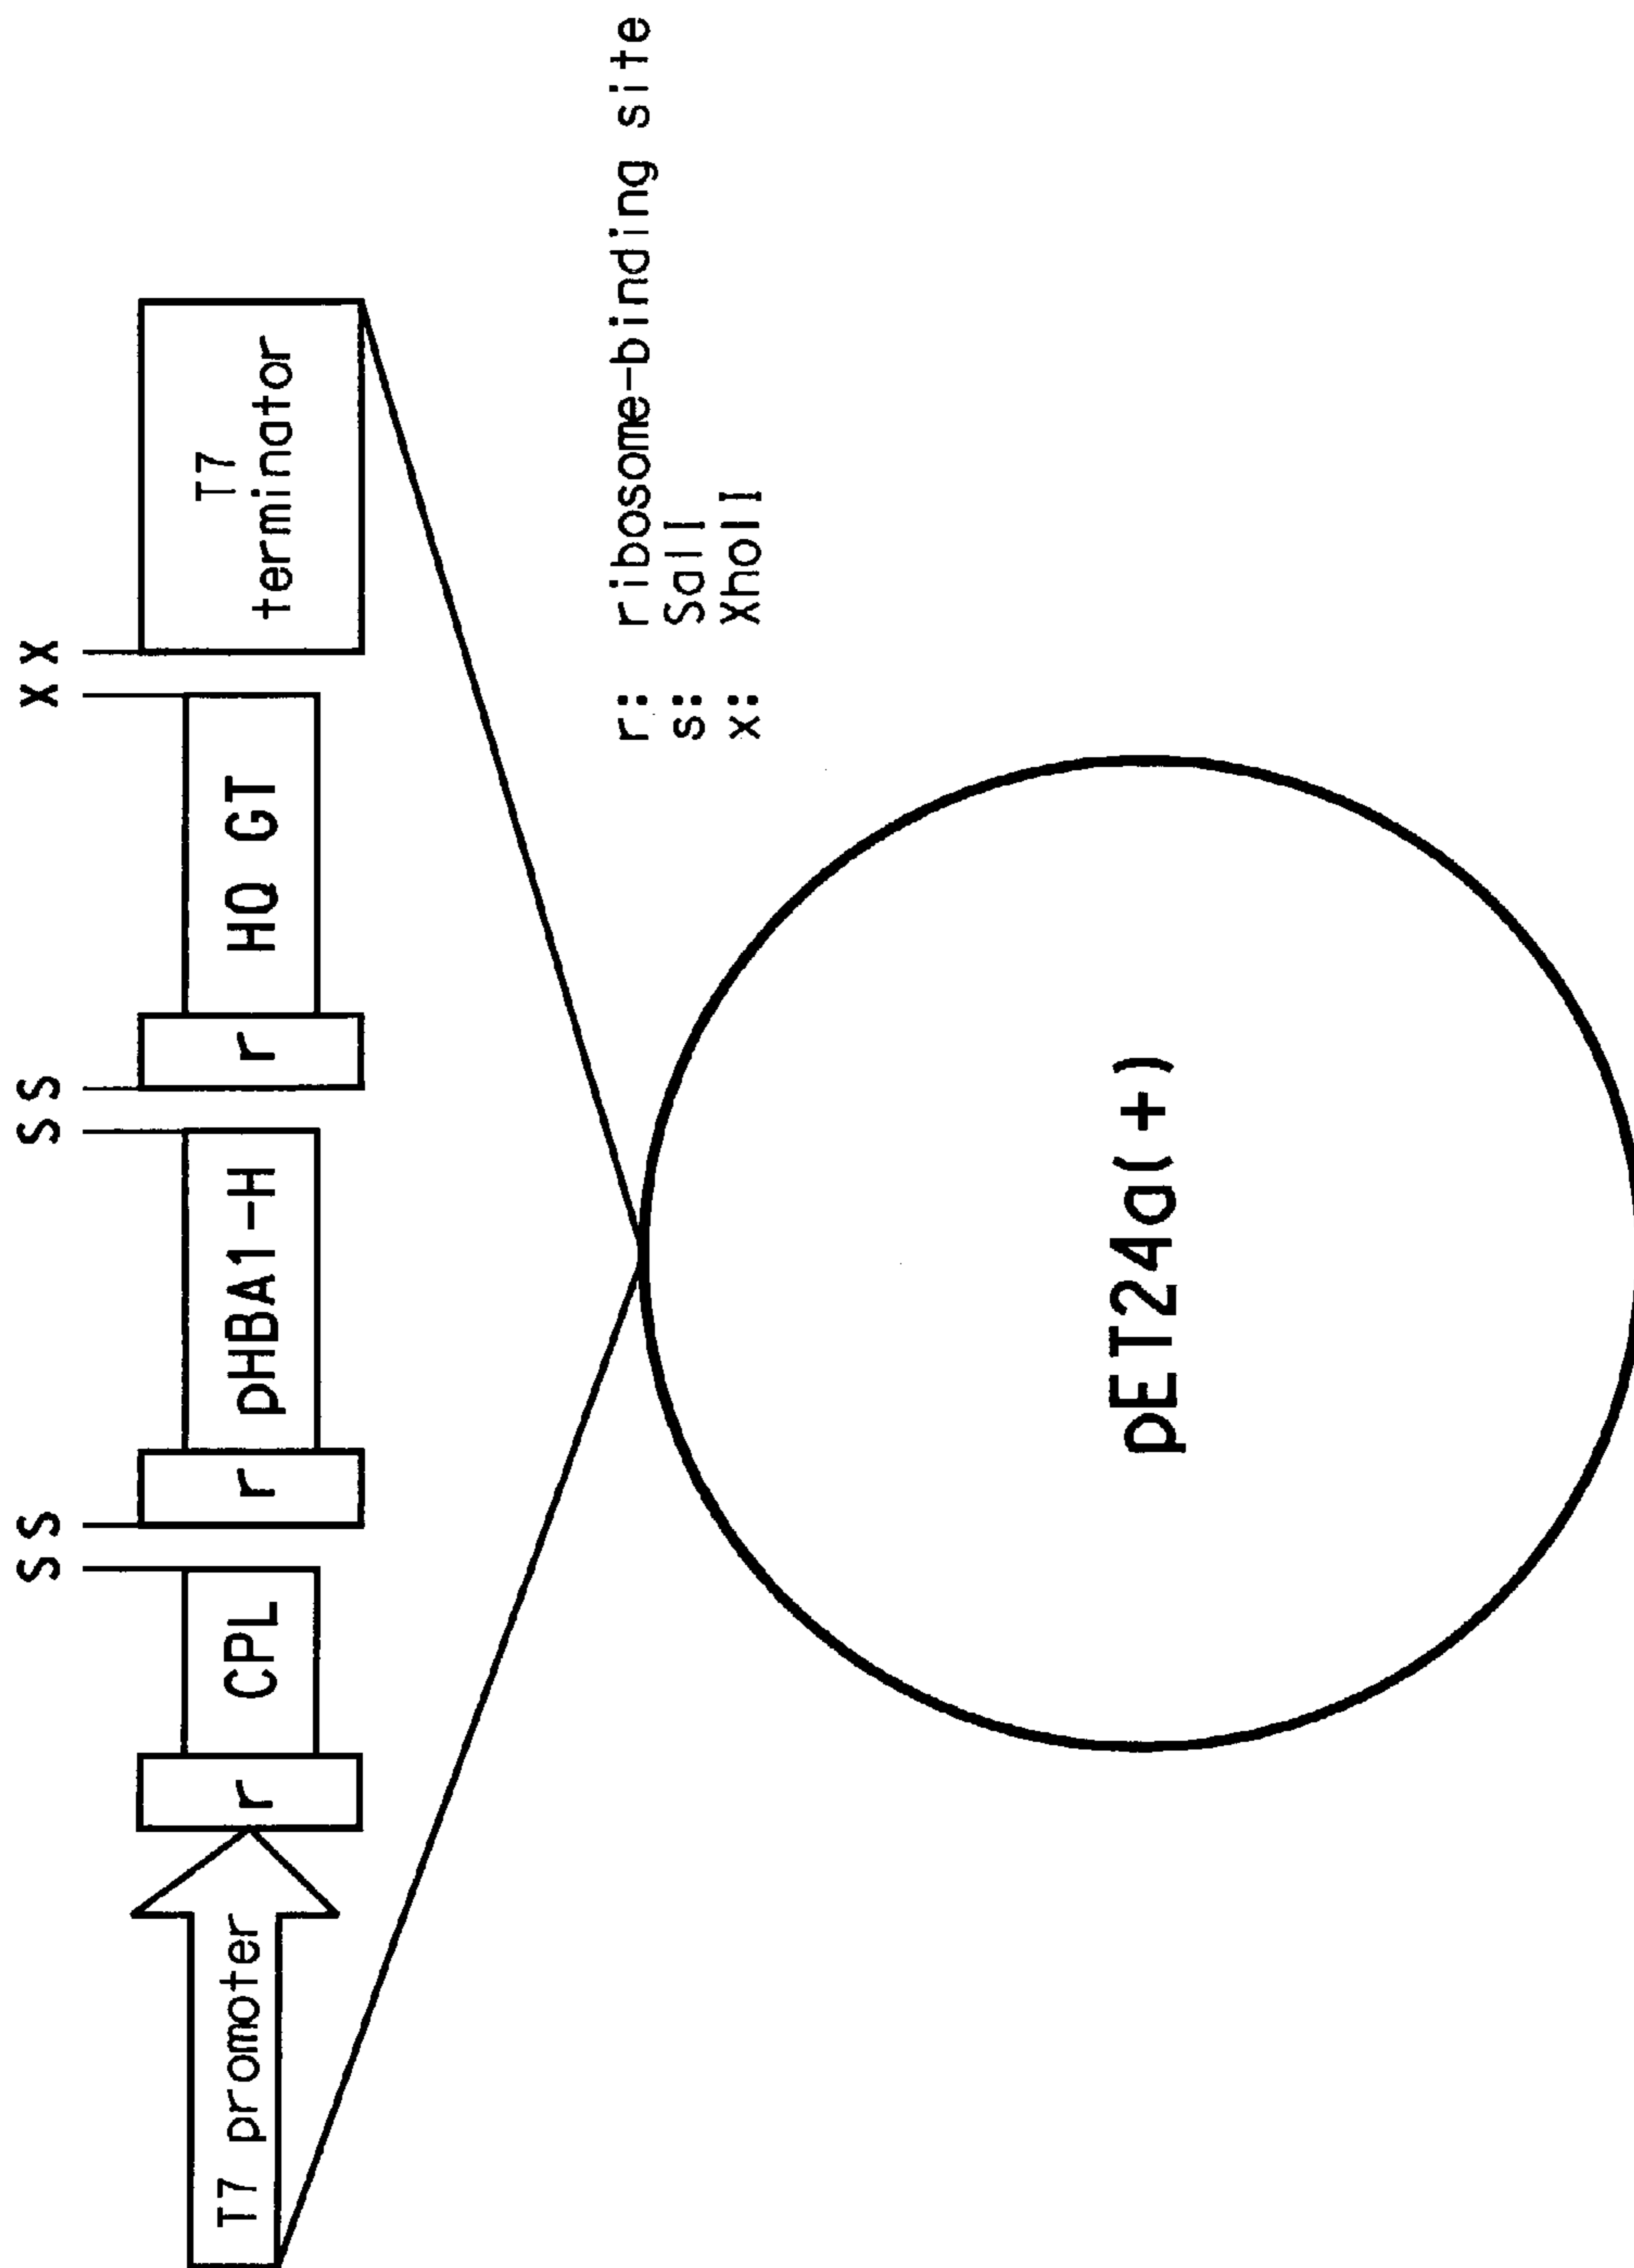 s s
s s
x x
T7 promoter
r
CPL
r
pHBA1-H
r
HQ GT
T7
terminator
r: ribosome-binding site
s: SalI
x: XhoII
pET24a(+)